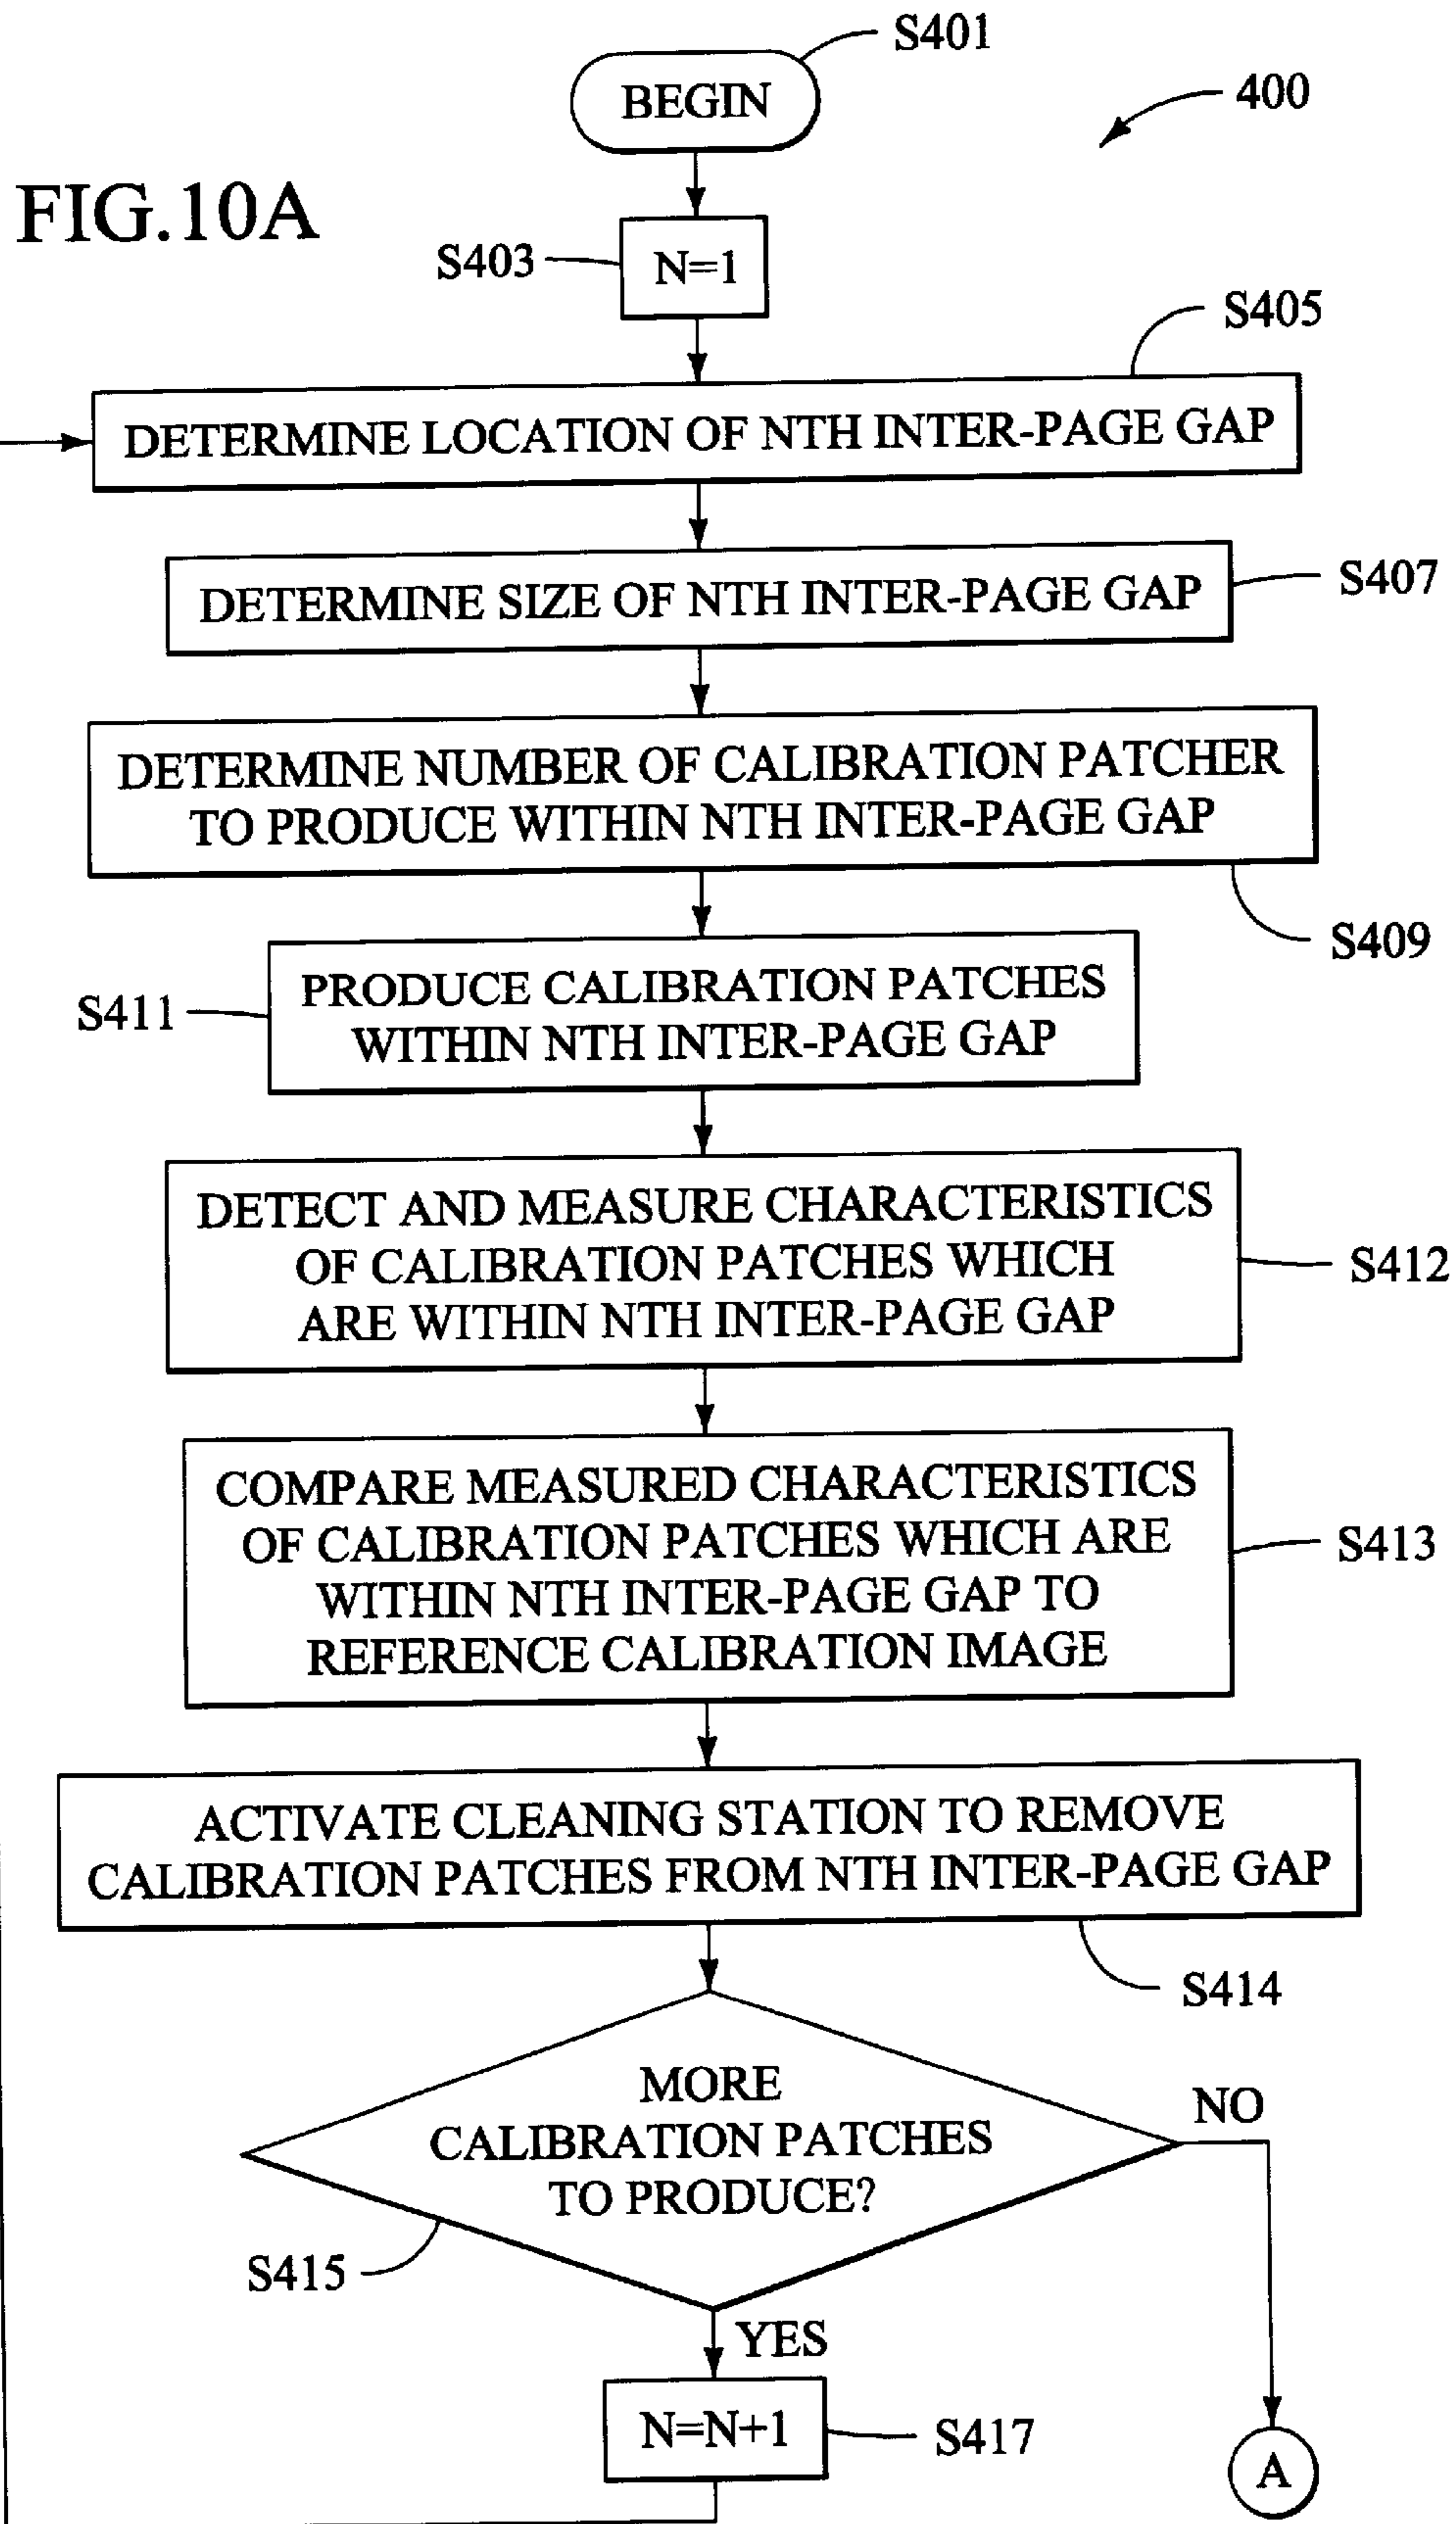 S401
BEGIN
400
FIG.10A
S403
N=1
S405
DETERMINE LOCATION OF NTH INTER-PAGE GAP
DETERMINE SIZE OF NTH INTER-PAGE GAP
S407
DETERMINE NUMBER OF CALIBRATION PATCHER
TO PRODUCE WITHIN NTH INTER-PAGE GAP
S409
S411
PRODUCE CALIBRATION PATCHES
WITHIN NTH INTER-PAGE GAP
DETECT AND MEASURE CHARACTERISTICS
OF CALIBRATION PATCHES WHICH
ARE WITHIN NTH INTER-PAGE GAP
S412
COMPARE MEASURED CHARACTERISTICS
OF CALIBRATION PATCHES WHICH ARE
WITHIN NTH INTER-PAGE GAP TO
REFERENCE CALIBRATION IMAGE
S413
ACTIVATE CLEANING STATION TO REMOVE
CALIBRATION PATCHES FROM NTH INTER-PAGE GAP
S414
MORE
CALIBRATION PATCHES
TO PRODUCE?
NO
S415
YES
N=N+1
S417
A